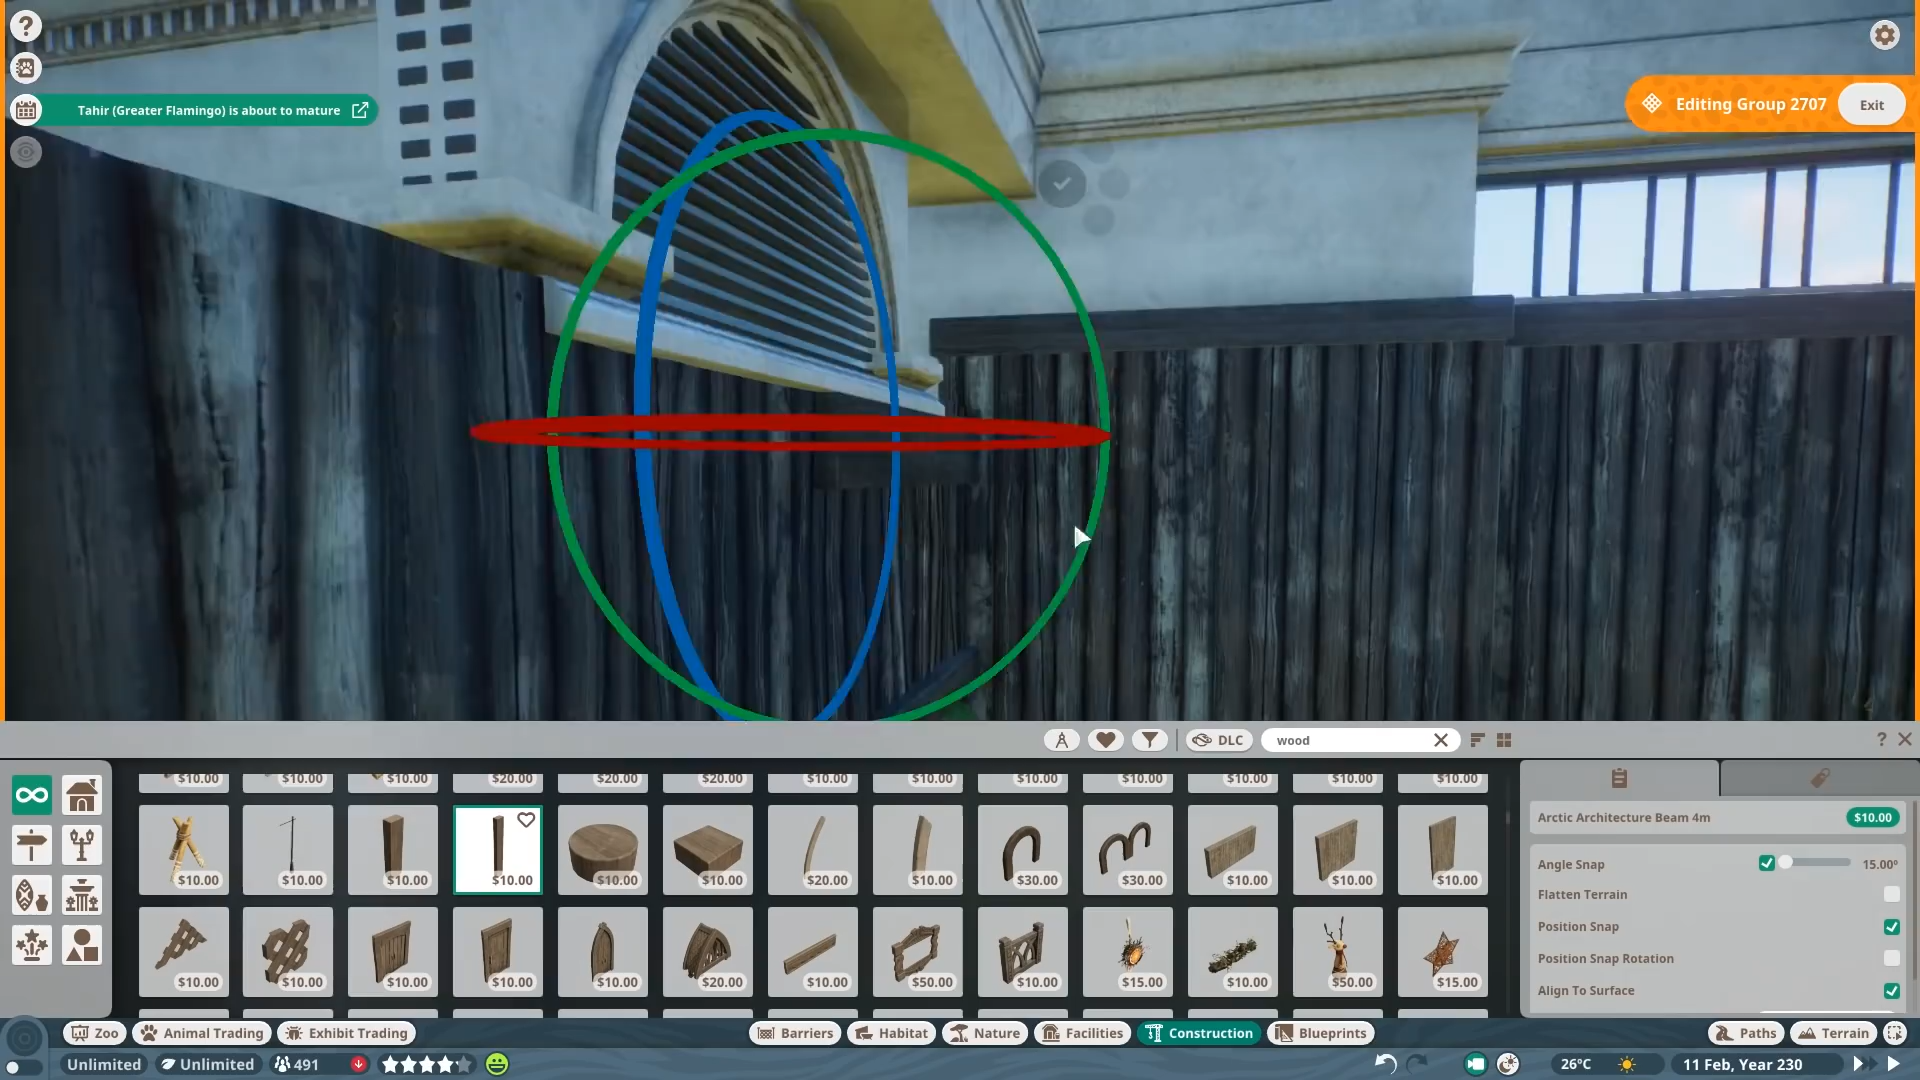 ?
Tahir (Greater Flamingo) is about to mature
Editing Group 2707
Exit
DLC
wood
?
$10.00 $10.00 $10.00 $20.00 $20.00 $20.00 $10.00 $10.00 $10.00 $10.00 $10.00 $10.00 $10.00
$10.00 $10.00 $10.00 $10.00 $10.00 $10.00 $20.00 $10.00 $30.00 $30.00 $10.00 $10.00 $10.00
$10.00 $10.00 $10.00 $10.00 $10.00 $20.00 $10.00 $50.00 $10.00 $15.00 $10.00 $50.00 $15.00
Arctic Architecture Beam 4m
$10.00
Angle Snap
15.00°
Flatten Terrain
Position Snap
Position Snap Rotation
Align To Surface
Zoo
Animal Trading
Exhibit Trading
Barriers
Habitat
Nature
Facilities
Construction
Blueprints
Paths
Terrain
Unlimited
Unlimited
491
26°C
11 Feb, Year 230